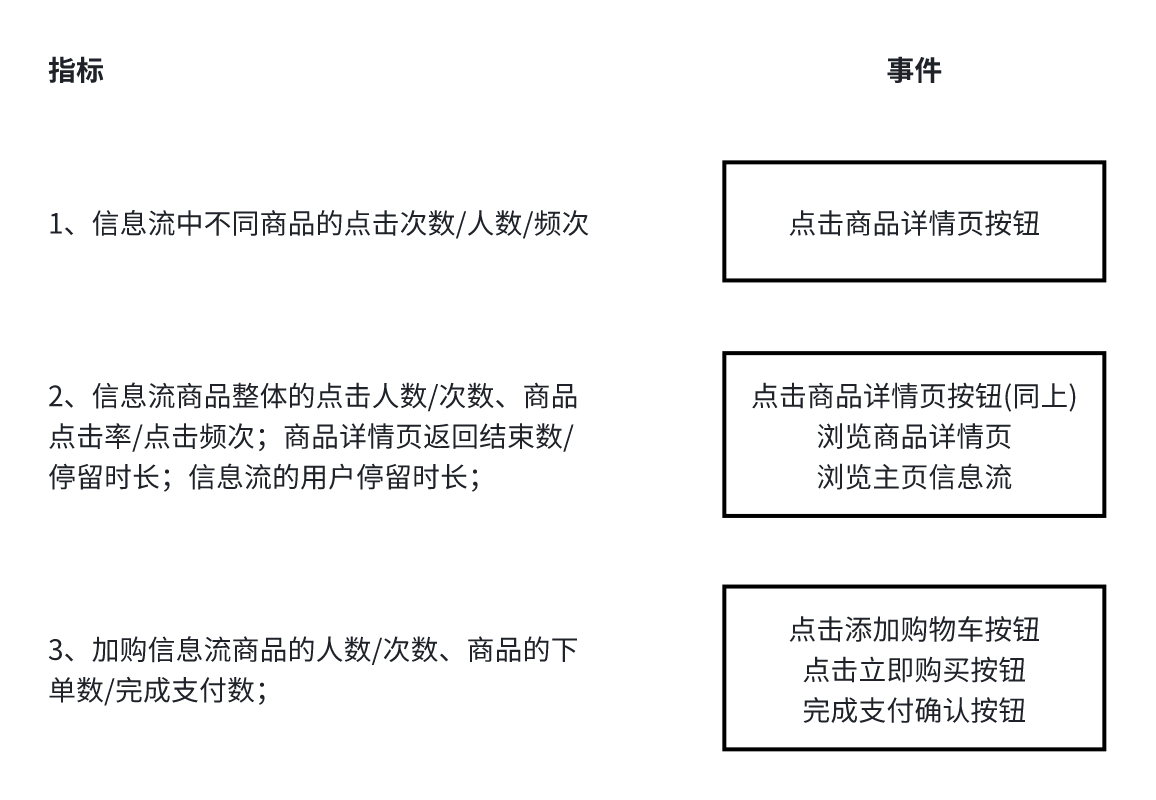 指标
事件
1、信息流中不同商品的点击次数/人数/频次
点击商品详情页按钮
2、信息流商品整体的点击人数/次数、商品
点击率/点击频次；商品详情页返回结束数/
停留时长；信息流的用户停留时长；
点击商品详情页按钮(同上)
浏览商品详情页
浏览主页信息流
3、加购信息流商品的人数/次数、商品的下
单数/完成支付数；
点击添加购物车按钮
点击立即购买按钮
完成支付确认按钮